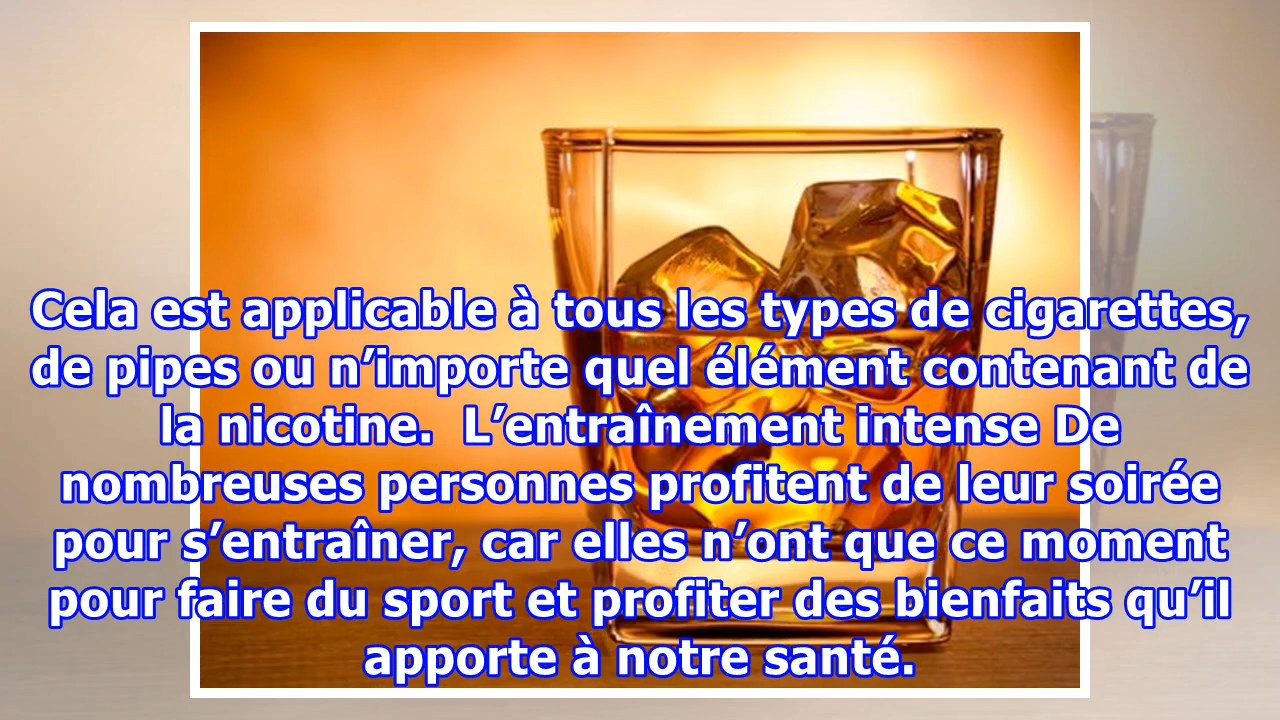 Cela est applicable à tous les types de cigarettes,
de pipes ou n’importe quel élément contenant de
la nicotine.  L’entraînement intense De
nombreuses personnes profitent de leur soirée
pour s’entraîner, car elles n’ont que ce moment
pour faire du sport et profiter des bienfaits qu’il
apporte à notre santé.